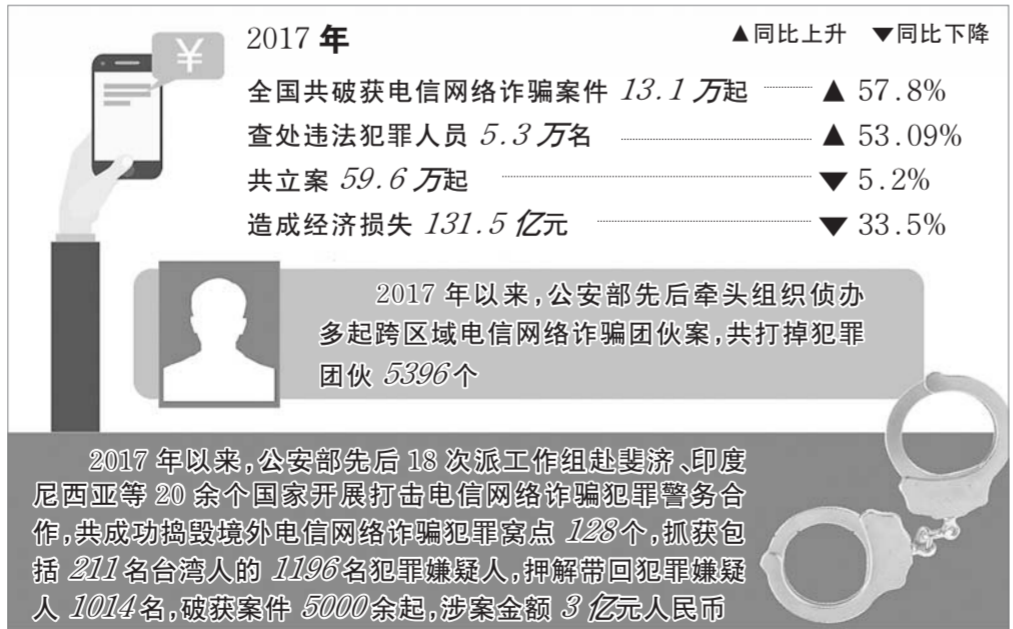 ¥
2017 年
▲同比上升 ▼同比下降
全国共破获电信网络诈骗案件 13.1 万起 ▲ 57.8%
查处违法犯罪人员 5.3 万名 ▲ 53.09%
共立案 59.6 万起 ▼ 5.2%
造成经济损失 131.5 亿元 ▼ 33.5%
2017 年以来,公安部先后牵头组织侦办
多起跨区域电信网络诈骗团伙案,共打掉犯罪
团伙 5396 个
2017 年以来,公安部先后 18 次派工作组赴斐济、印度
尼西亚等 20 余个国家开展打击电信网络诈骗犯罪警务合
作,共成功捣毁境外电信网络诈骗犯罪窝点 128 个,抓获包
括 211 名台湾人的 1196 名犯罪嫌疑人,押解带回犯罪嫌疑
人 1014 名,破获案件 5000 余起,涉案金额 3 亿元人民币